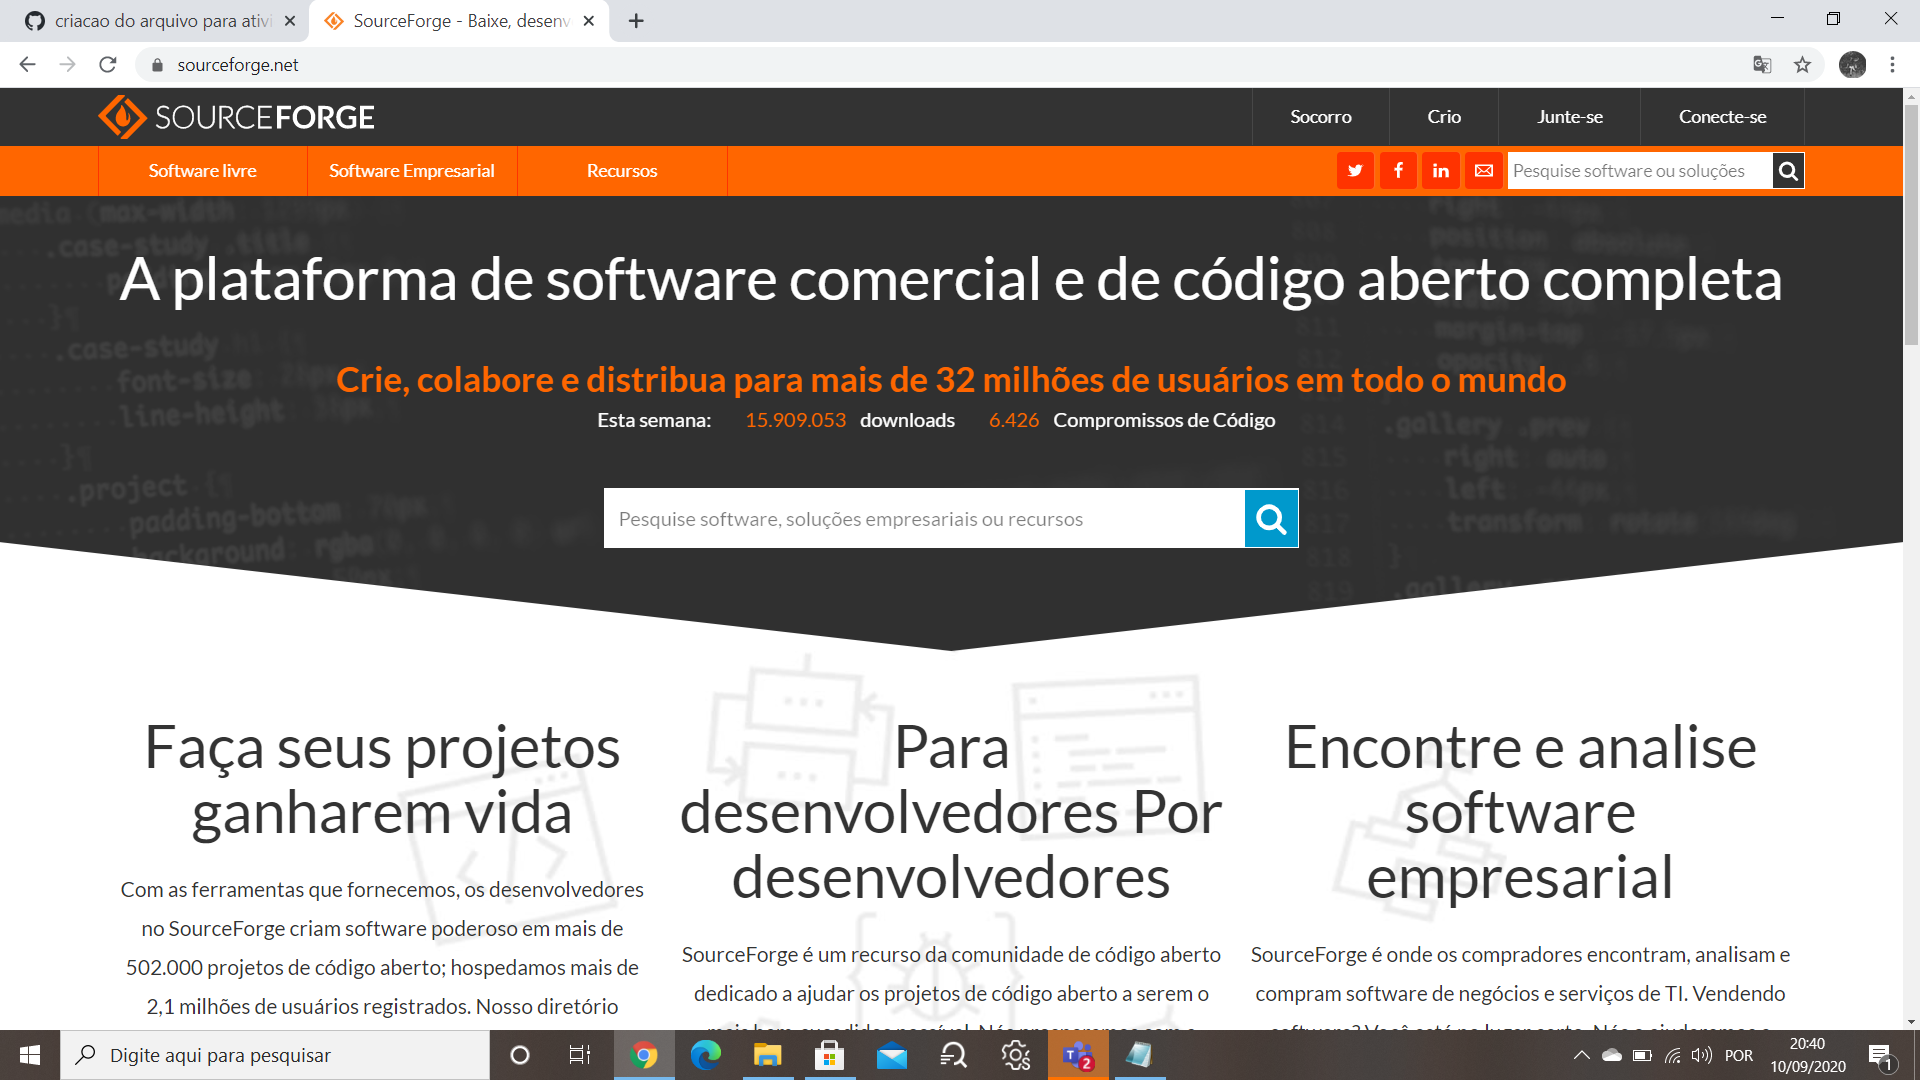 criacao do arquivo para ativi
SourceForge - Baixe, desenv
sourceforge.net
SOURCEFORGE
Socorro
Crio
Junte-se
Conecte-se
Software livre
Software Empresarial
Recursos
Pesquise software ou soluções
A plataforma de software comercial e de código aberto completa
Crie, colabore e distribua para mais de 32 milhões de usuários em todo o mundo
Esta semana: 15.909.053 downloads 6.426 Compromissos de Código
Pesquise software, soluções empresariais ou recursos
Faça seus projetos
ganharem vida
Com as ferramentas que fornecemos, os desenvolvedores
no SourceForge criam software poderoso em mais de
502.000 projetos de código aberto; hospedamos mais de
2,1 milhões de usuários registrados. Nosso diretório
Para
desenvolvedores Por
desenvolvedores
SourceForge é um recurso da comunidade de código aberto
dedicado a ajudar os projetos de código aberto a serem o
Encontre e analise
software
empresarial
SourceForge é onde os compradores encontram, analisam e
compram software de negócios e serviços de TI. Vendendo
Digite aqui para pesquisar
2
POR
20:40
10/09/2020
1